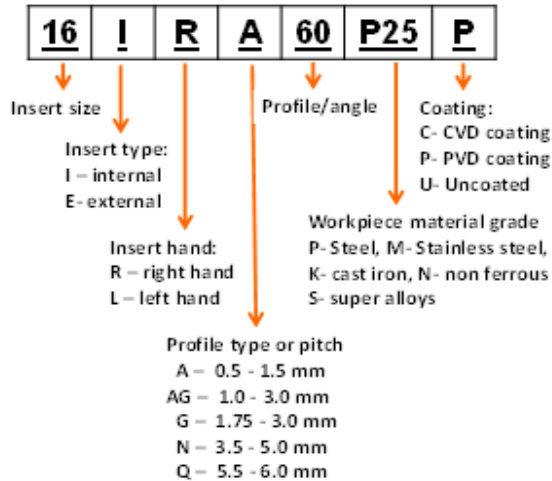 16 I R A 60 P25 P
Insert size
Profile/angle
Coating:
C- CVD coating
P- PVD coating
U- Uncoated
Insert type:
I – internal
E- external
Workpiece material grade
P- Steel, M- Stainless steel,
K- cast iron, N- non ferrous
S- super alloys
Insert hand:
R – right hand
L – left hand
Profile type or pitch
A – 0.5 - 1.5 mm
AG – 1.0 - 3.0 mm
G – 1.75 - 3.0 mm
N – 3.5 - 5.0 mm
Q – 5.5 - 6.0 mm